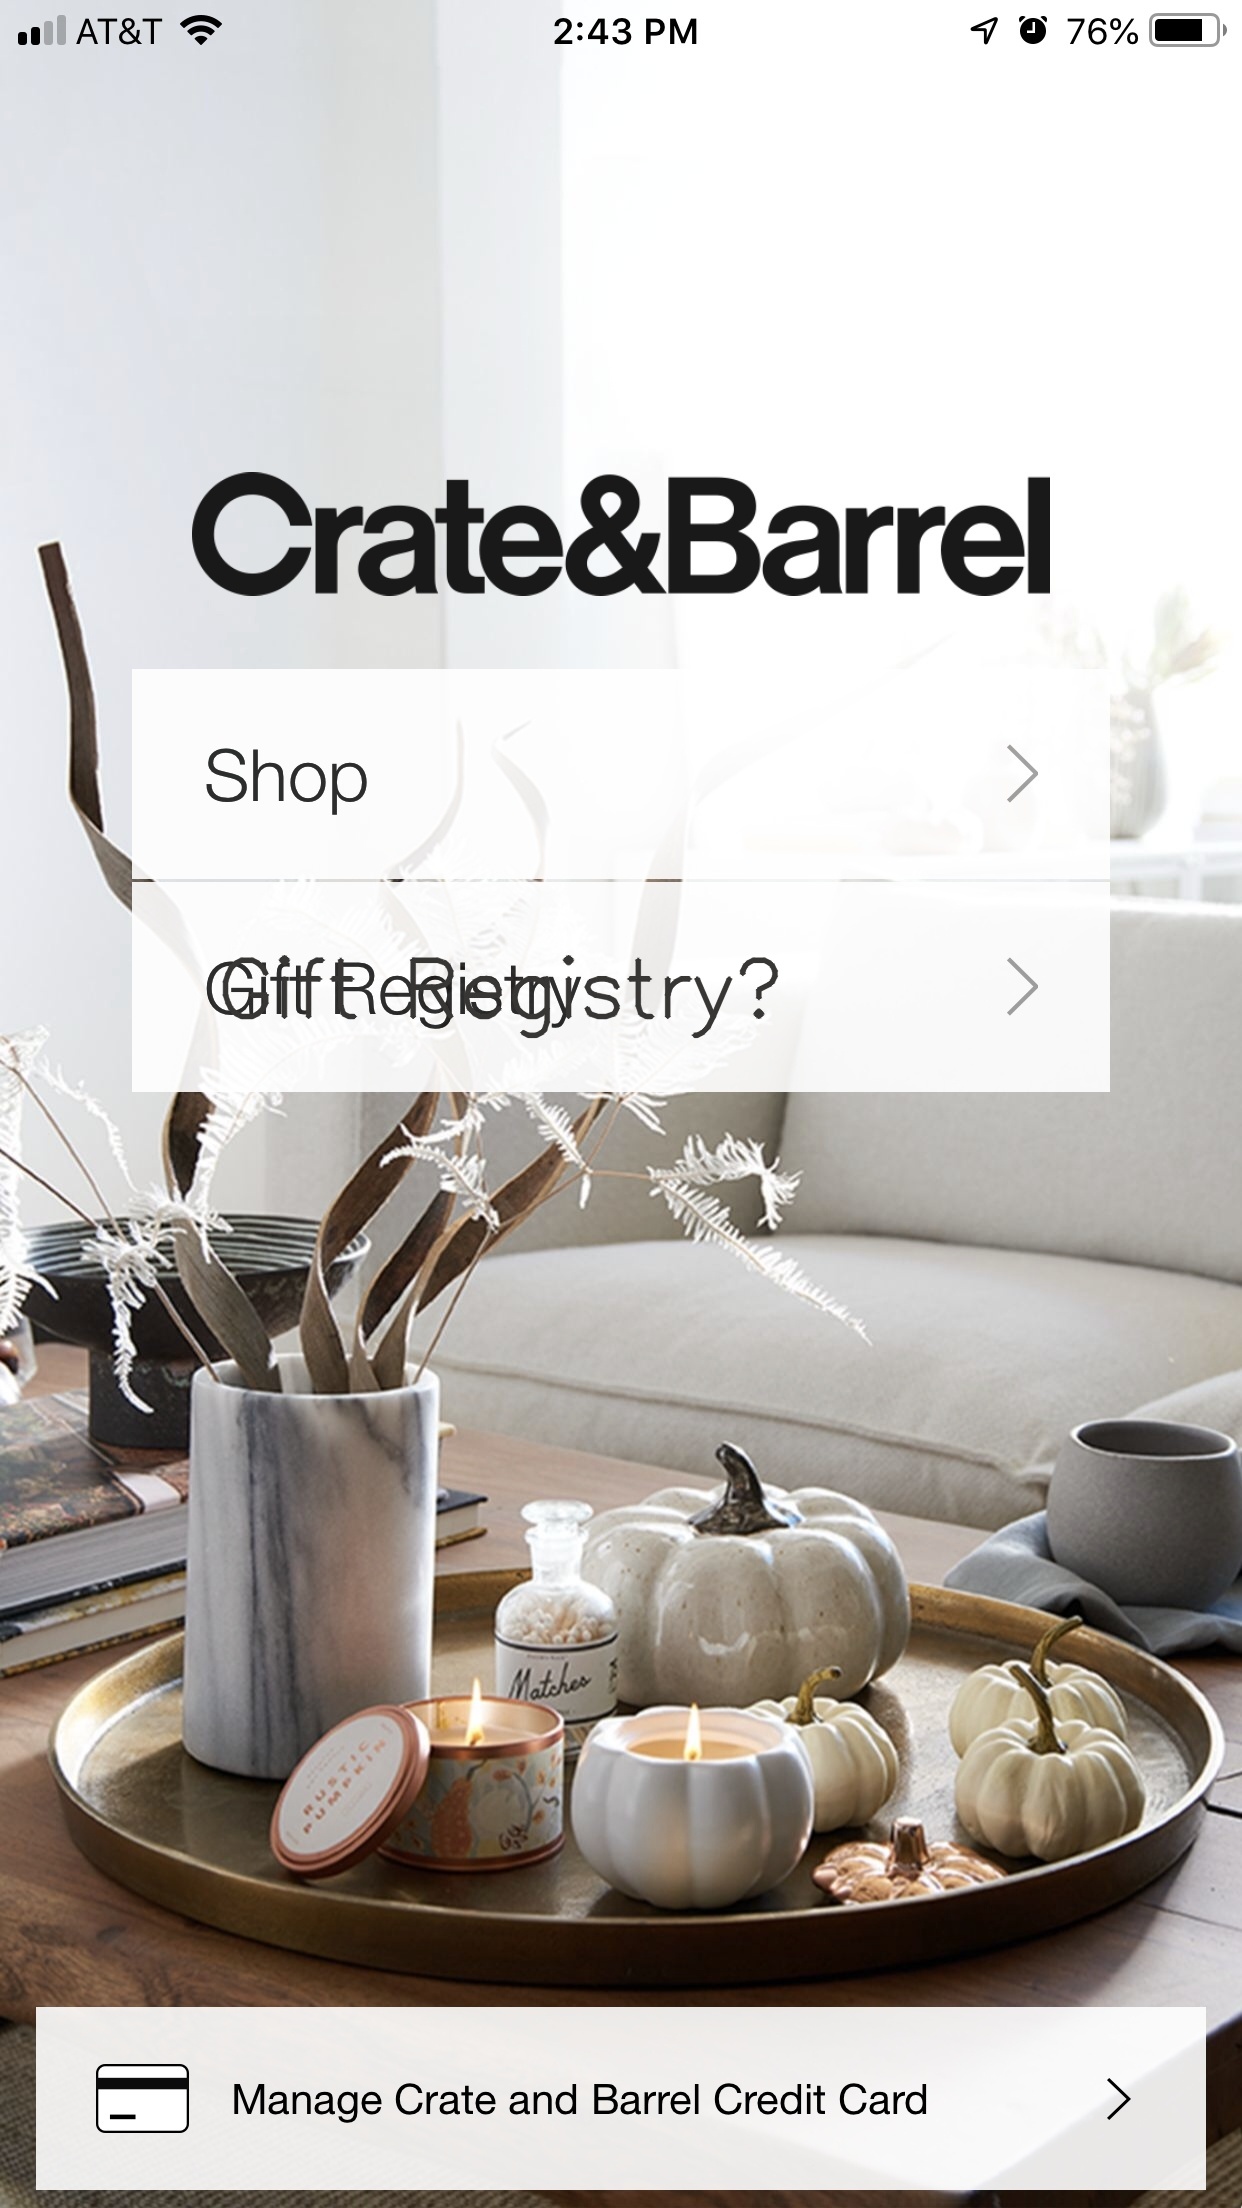 AT&T 2:43 PM 76%
Crate&Barrel
Shop
Gift Registry
Gift Registry?
Matches
RUSTIC
PUMPKIN
Manage Crate and Barrel Credit Card